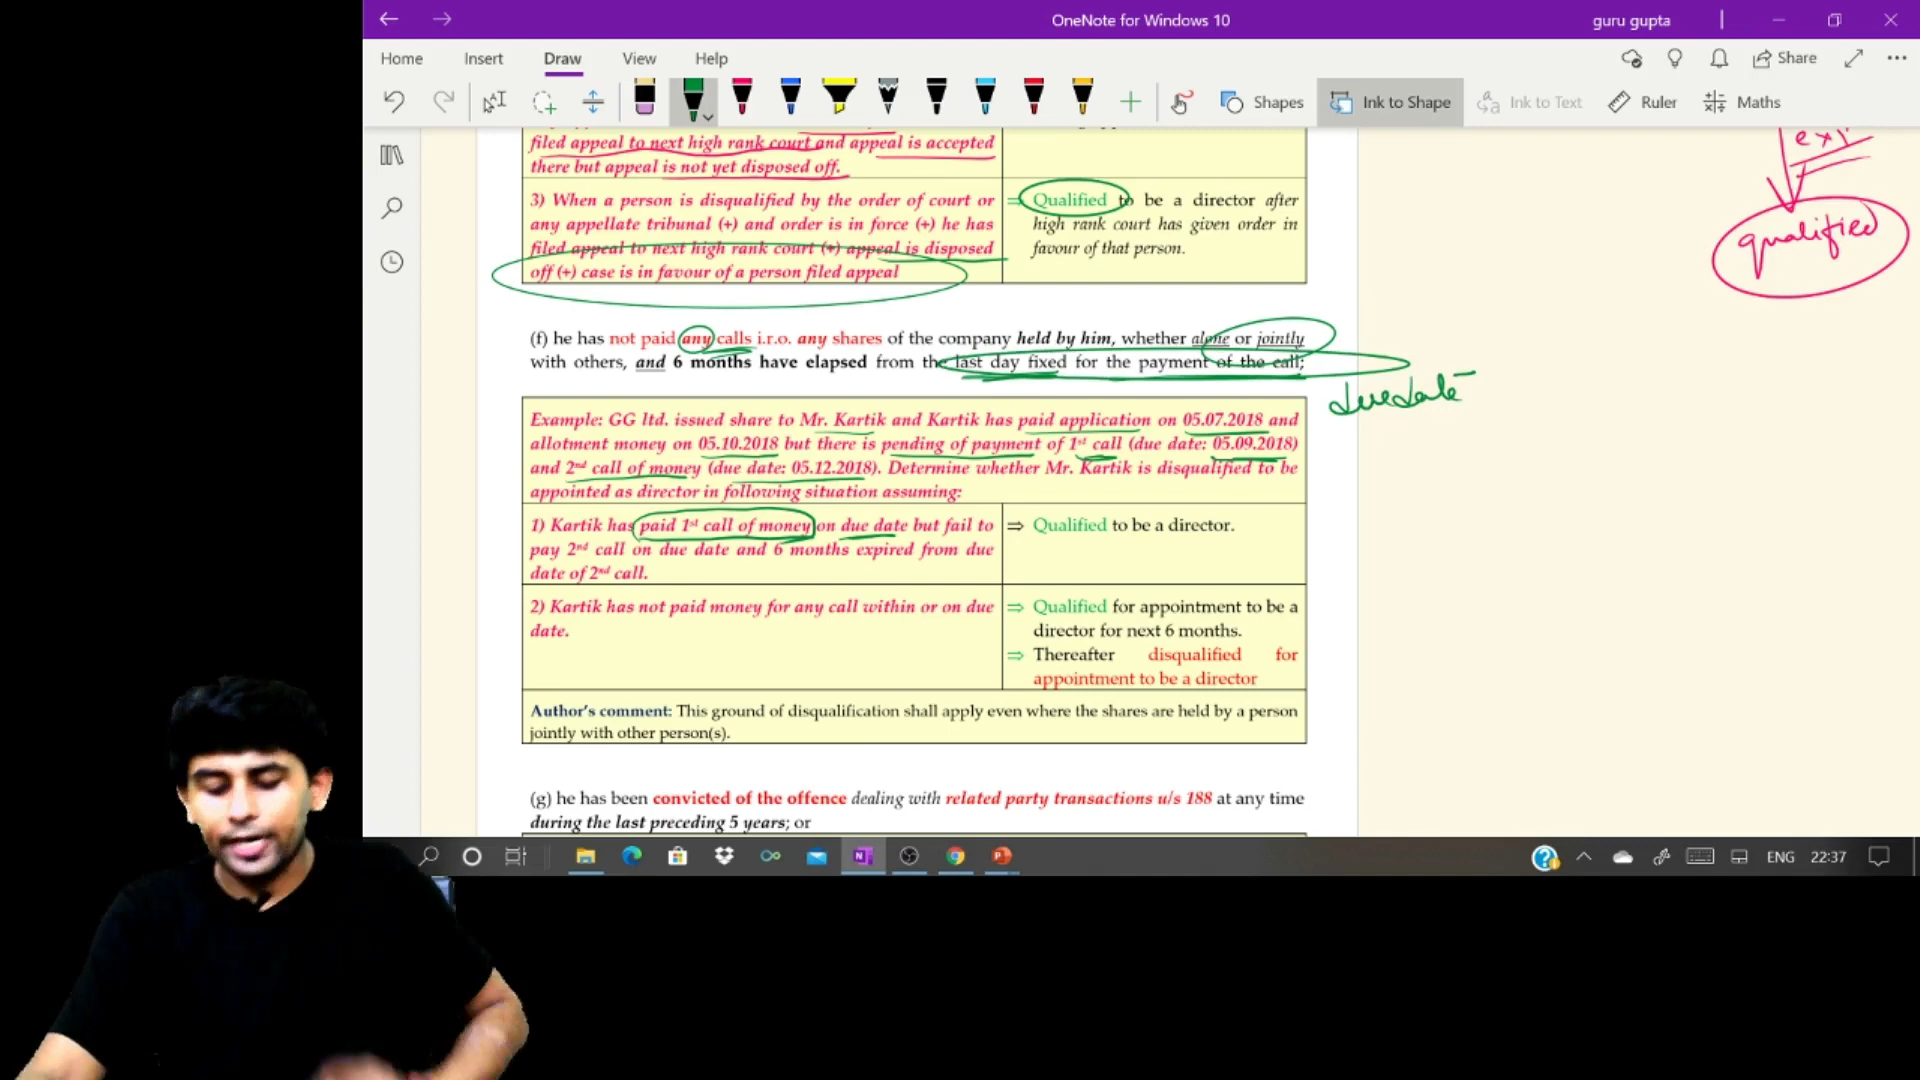 OneNote for Windows 10
guru gupta
Home Insert Draw View Help
Share
Shapes Ink to Shape Ink to Text Ruler Maths
filed appeal to next high rank court and appeal is accepted
there but appeal is not yet disposed off.
3) When a person is disqualified by the order of court or
any appellate tribunal (+) and order is in force (+) he has
filed appeal to next high rank court (+) appeal is disposed
off (+) case is in favour of a person filed appeal
⇒ Qualified to be a director after
high rank court has given order in
favour of that person.
qualified
(f) he has not paid any calls i.r.o. any shares of the company held by him, whether alone or jointly
with others, and 6 months have elapsed from the last day fixed for the payment of the call;
due date
Example: GG ltd. issued share to Mr. Kartik and Kartik has paid application on 05.07.2018 and
allotment money on 05.10.2018 but there is pending of payment of 1st call (due date: 05.09.2018)
and 2nd call of money (due date: 05.12.2018). Determine whether Mr. Kartik is disqualified to be
appointed as director in following situation assuming:
1) Kartik has paid 1st call of money on due date but fail to
pay 2nd call on due date and 6 months expired from due
date of 2nd call.
⇒ Qualified to be a director.
2) Kartik has not paid money for any call within or on due
date.
⇒ Qualified for appointment to be a
director for next 6 months.
⇒ Thereafter disqualified for
appointment to be a director
Author's comment: This ground of disqualification shall apply even where the shares are held by a person
jointly with other person(s).
(g) he has been convicted of the offence dealing with related party transactions u/s 188 at any time
during the last preceding 5 years; or
ENG 22:37